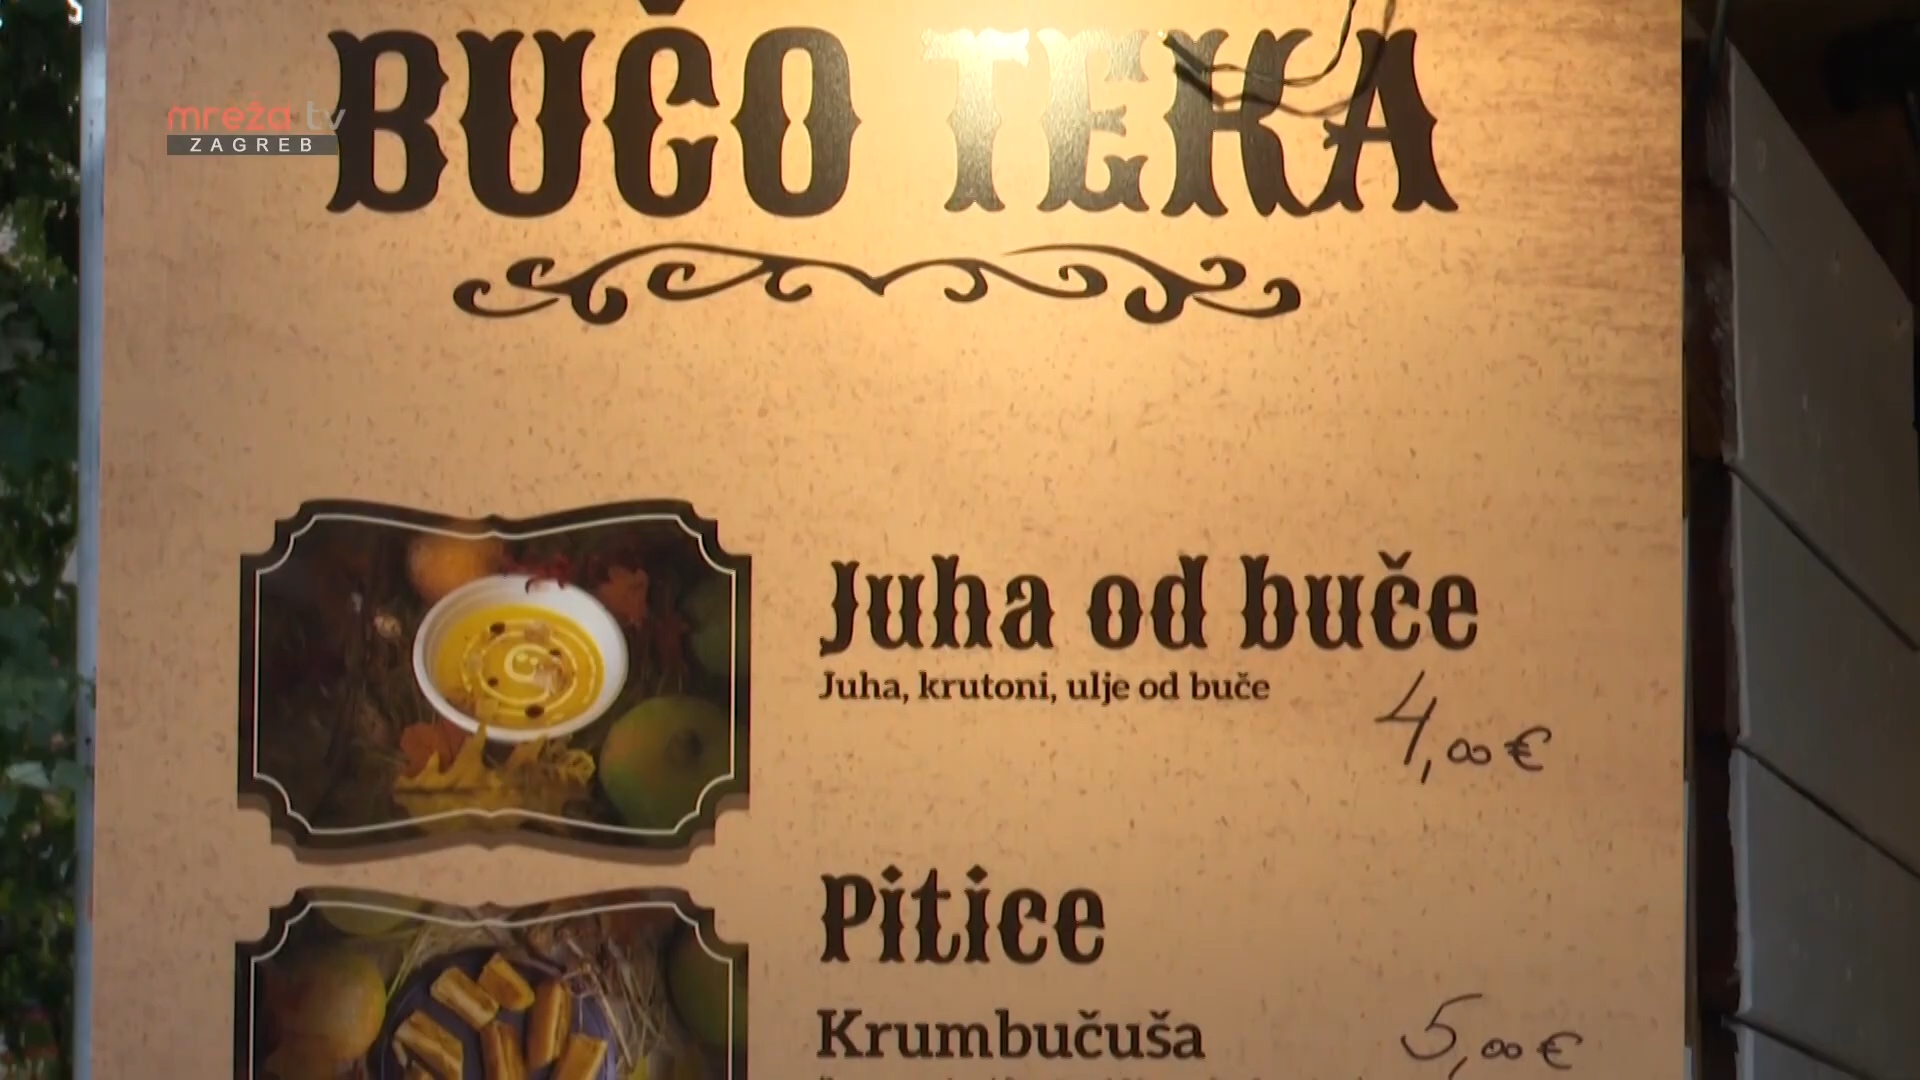 BUČO TEKA
mreža tv
ZAGREB
Juha od buče
Juha, krutoni, ulje od buče
4,00 €
Pitice
Krumbučuša
5,00 €